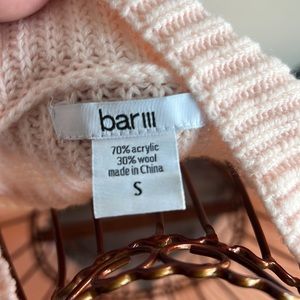 bar III
70% acrylic
30% wool
made in China
S